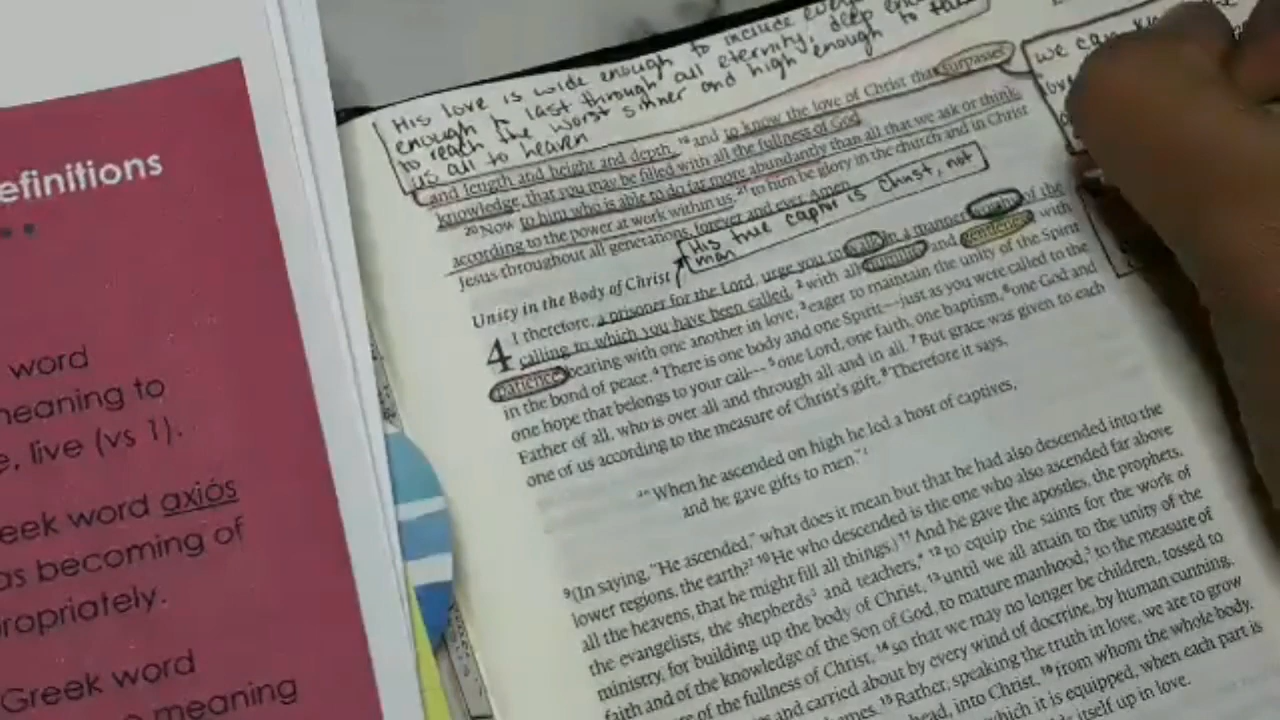 efinitions
word
meaning to
e, live (vs 1).
eek word axiós
as becoming of
ropriately.
Greek word
meaning
His love is wide enough to include
enough to last through all eternity, deep
to reach the worst sinner and high enough to
us all to heaven
we can
and length and height and depth, 19 and to know the love of Christ that surpasses
knowledge, that you may be filled with all the fullness of God.
20 Now to him who is able to do far more abundantly than all that we ask or think,
according to the power at work within us, 21 to him be glory in the church and in Christ
Jesus throughout all generations, forever and ever. Amen.
His true captor is Christ, not
man
Unity in the Body of Christ
4 I therefore, a prisoner for the Lord, urge you to walk in a manner worthy of the
calling to which you have been called, 2 with all humility and gentleness, with
patience, bearing with one another in love, 3 eager to maintain the unity of the Spirit
in the bond of peace. 4 There is one body and one Spirit—just as you were called to the
one hope that belongs to your call— 5 one Lord, one faith, one baptism, 6 one God and
Father of all, who is over all and through all and in all. 7 But grace was given to each
one of us according to the measure of Christ's gift. 8 Therefore it says,
"When he ascended on high he led a host of captives,
and he gave gifts to men."
9 (In saying, "He ascended," what does it mean but that he had also descended into the
lower regions, the earth? 10 He who descended is the one who also ascended far above
all the heavens, that he might fill all things.) 11 And he gave the apostles, the prophets,
the evangelists, the shepherds and teachers, 12 to equip the saints for the work of
ministry, for building up the body of Christ, 13 until we all attain to the unity of the
faith and of the knowledge of the Son of God, to mature manhood, to the measure of
re of the fullness of Christ, 14 so that we may no longer be children, tossed to
and carried about by every wind of doctrine, by human cunning,
mes. 15 Rather, speaking the truth in love, we are to grow
head, into Christ, 16 from whom the whole body,
which it is equipped, when each part is
itself up in love.